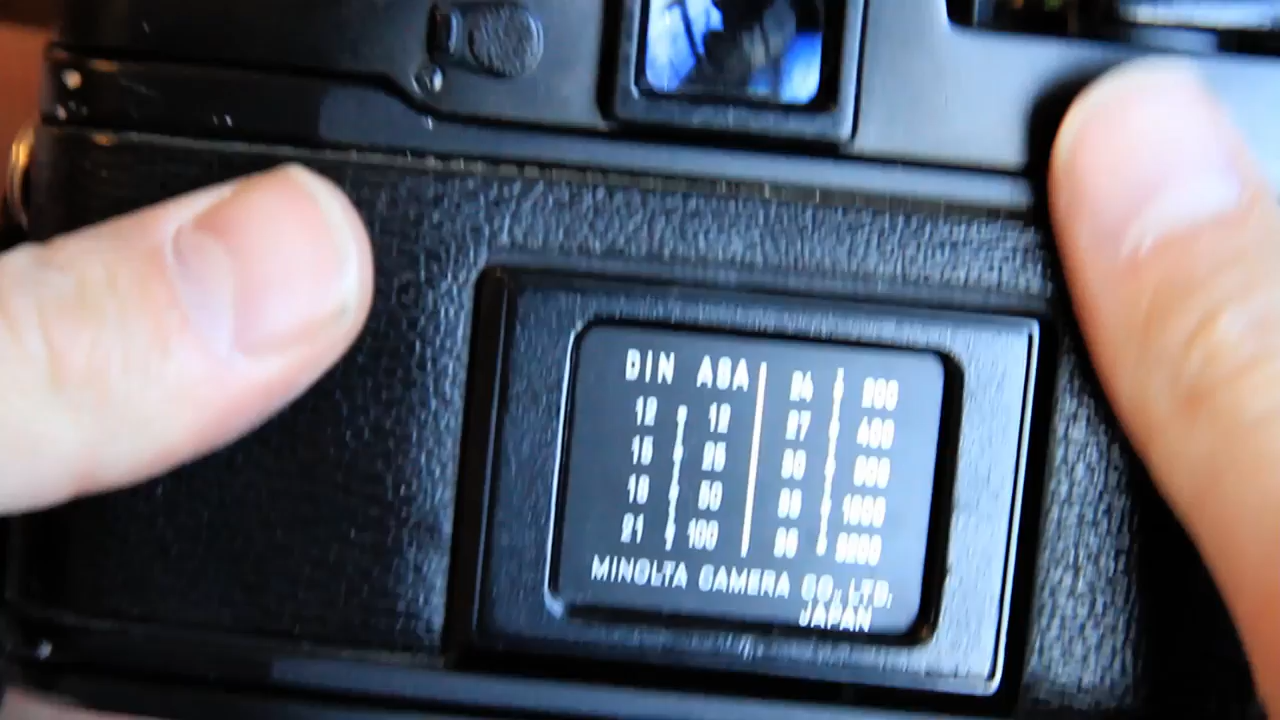 DIN ASA 24 200
12 12 27 400
15 25 30 800
18 50 33 1600
21 100 36 3200
MINOLTA CAMERA CO., LTD.
JAPAN